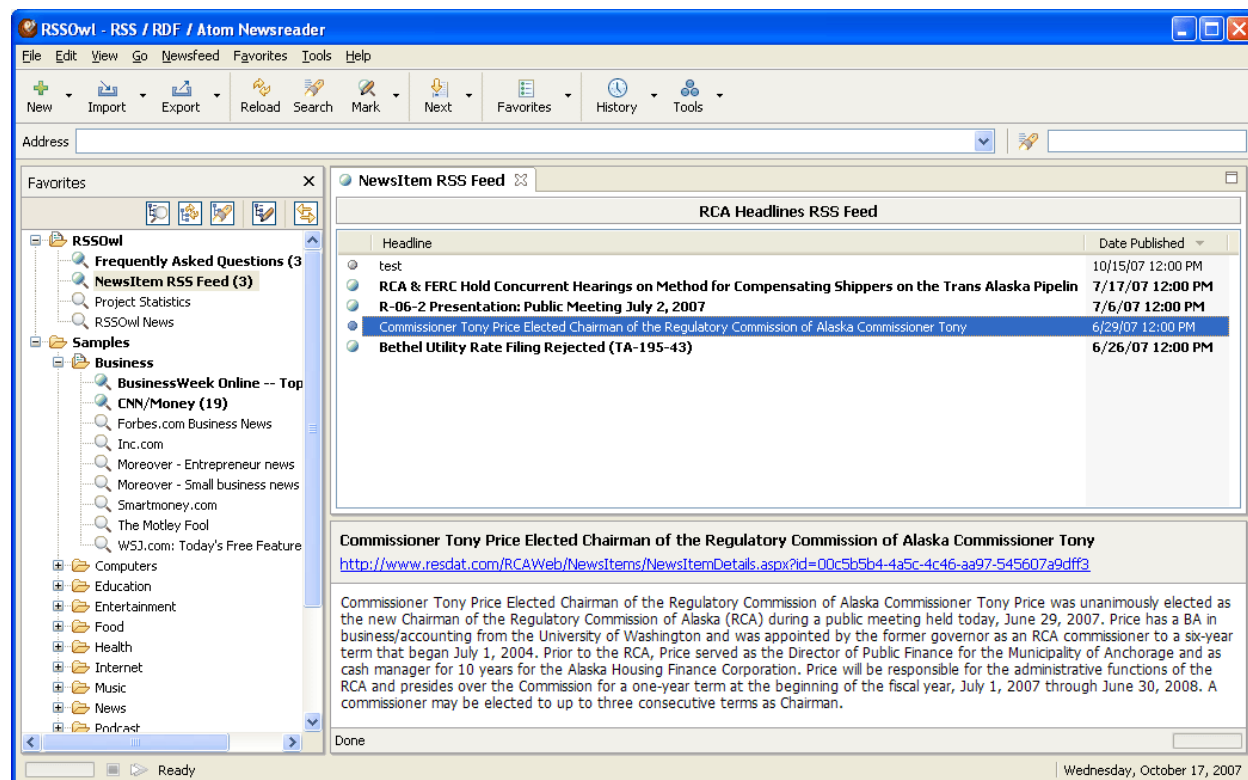 RSSOwl - RSS / RDF / Atom Newsreader
File Edit View Go Newsfeed Favorites Tools Help
New Import Export Reload Search Mark Next Favorites History Tools
Address
Favorites
RSSOwl
Frequently Asked Questions (3
NewsItem RSS Feed (3)
Project Statistics
RSSOwl News
Samples
Business
BusinessWeek Online -- Top
CNN/Money (19)
Forbes.com Business News
Inc.com
Moreover - Entrepreneur news
Moreover - Small business news
Smartmoney.com
The Motley Fool
WSJ.com: Today's Free Feature
Computers
Education
Entertainment
Food
Health
Internet
Music
News
Podcast
NewsItem RSS Feed
RCA Headlines RSS Feed
Headline Date Published
test 10/15/07 12:00 PM
RCA & FERC Hold Concurrent Hearings on Method for Compensating Shippers on the Trans Alaska Pipelin 7/17/07 12:00 PM
R-06-2 Presentation: Public Meeting July 2, 2007 7/6/07 12:00 PM
Commissioner Tony Price Elected Chairman of the Regulatory Commission of Alaska Commissioner Tony 6/29/07 12:00 PM
Bethel Utility Rate Filing Rejected (TA-195-43) 6/26/07 12:00 PM
Commissioner Tony Price Elected Chairman of the Regulatory Commission of Alaska Commissioner Tony
http://www.resdat.com/RCAWeb/NewsItems/NewsItemDetails.aspx?id=00c5b5b4-4a5c-4c46-aa97-545607a9dff3
Commissioner Tony Price Elected Chairman of the Regulatory Commission of Alaska Commissioner Tony Price was unanimously elected as
the new Chairman of the Regulatory Commission of Alaska (RCA) during a public meeting held today, June 29, 2007. Price has a BA in
business/accounting from the University of Washington and was appointed by the former governor as an RCA commissioner to a six-year
term that began July 1, 2004. Prior to the RCA, Price served as the Director of Public Finance for the Municipality of Anchorage and as
cash manager for 10 years for the Alaska Housing Finance Corporation. Price will be responsible for the administrative functions of the
RCA and presides over the Commission for a one-year term at the beginning of the fiscal year, July 1, 2007 through June 30, 2008. A
commissioner may be elected to up to three consecutive terms as Chairman.
Done
Ready
Wednesday, October 17, 2007